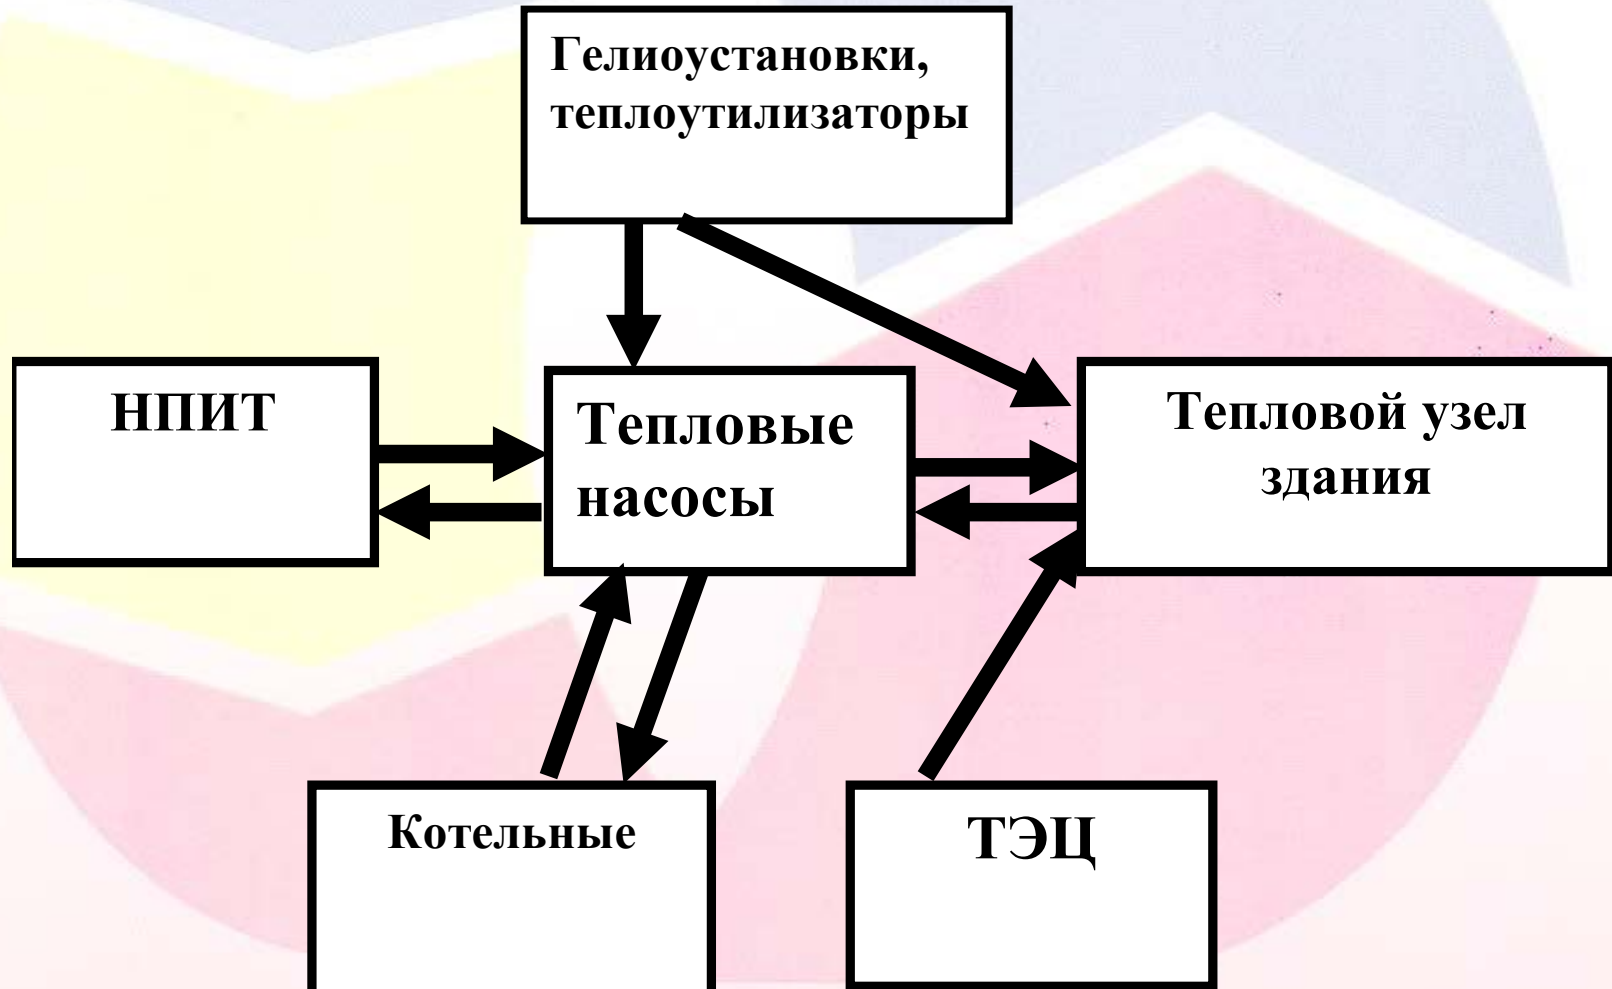 Гелиоустановки,
теплоутилизаторы
НПИТ
Тепловые
насосы
Тепловой узел
здания
Котельные
ТЭЦ